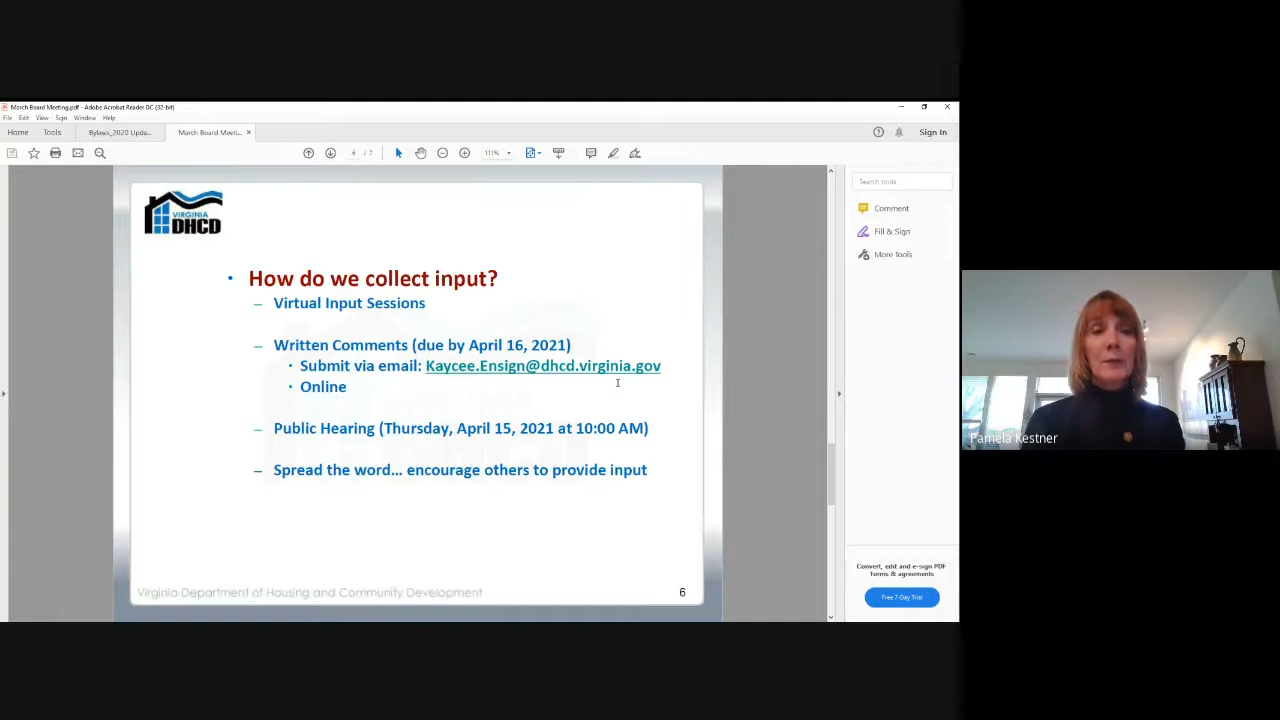 March Board Meeting.pdf - Adobe Acrobat Reader DC (32-bit)
File Edit View Sign Window Help
Home Tools Bylaws_2020 Upda... March Board Meeti... × Sign In
6 / 7 111%
Search tools
Comment
Fill & Sign
More Tools
VIRGINIA
DHCD
• How do we collect input?
– Virtual Input Sessions
– Written Comments (due by April 16, 2021)
• Submit via email: Kaycee.Ensign@dhcd.virginia.gov
• Online
– Public Hearing (Thursday, April 15, 2021 at 10:00 AM)
– Spread the word... encourage others to provide input
Virginia Department of Housing and Community Development 6
Convert, edit and e-sign PDF
forms & agreements
Free 7-Day Trial
Pamela Kestner